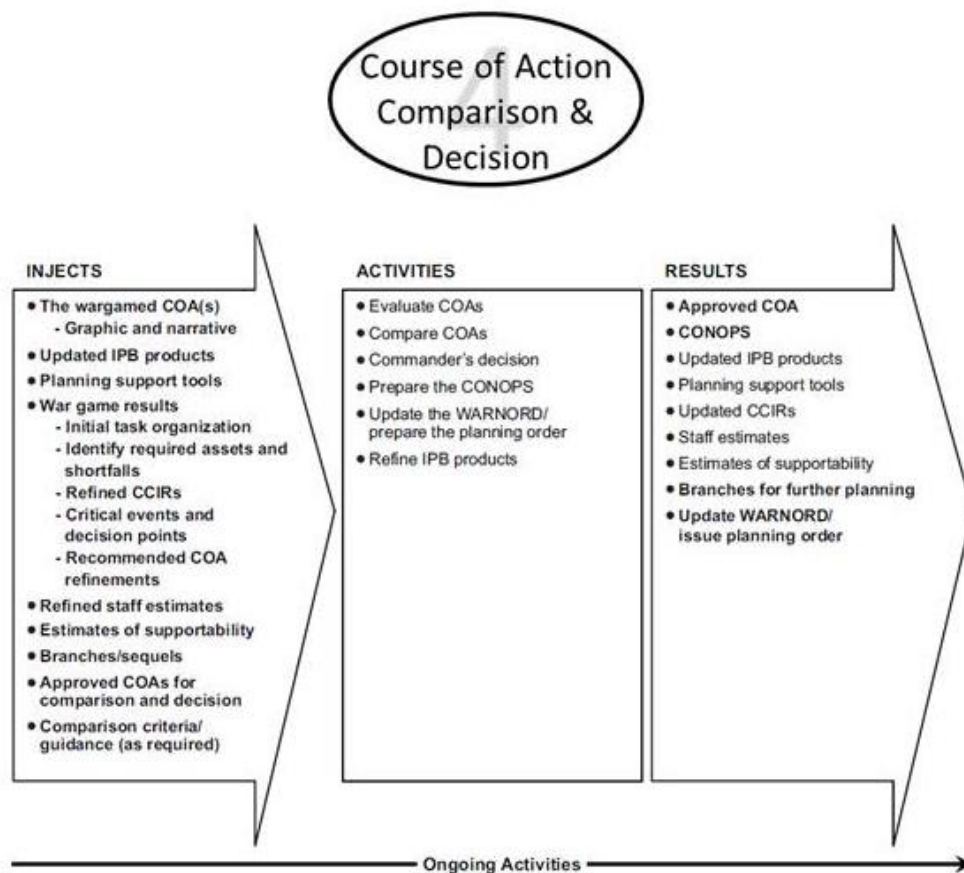 4
Course of Action
Comparison &
Decision
INJECTS
● The wargamed COA(s)
- Graphic and narrative
● Updated IPB products
● Planning support tools
● War game results
- Initial task organization
- Identify required assets and
shortfalls
- Refined CCIRs
- Critical events and
decision points
- Recommended COA
refinements
● Refined staff estimates
● Estimates of supportability
● Branches/sequels
● Approved COAs for
comparison and decision
● Comparison criteria/
guidance (as required)
ACTIVITIES
● Evaluate COAs
● Compare COAs
● Commander's decision
● Prepare the CONOPS
● Update the WARNORD/
prepare the planning order
● Refine IPB products
RESULTS
● Approved COA
● CONOPS
● Updated IPB products
● Planning support tools
● Updated CCIRs
● Staff estimates
● Estimates of supportability
● Branches for further planning
● Update WARNORD/
issue planning order
Ongoing Activities